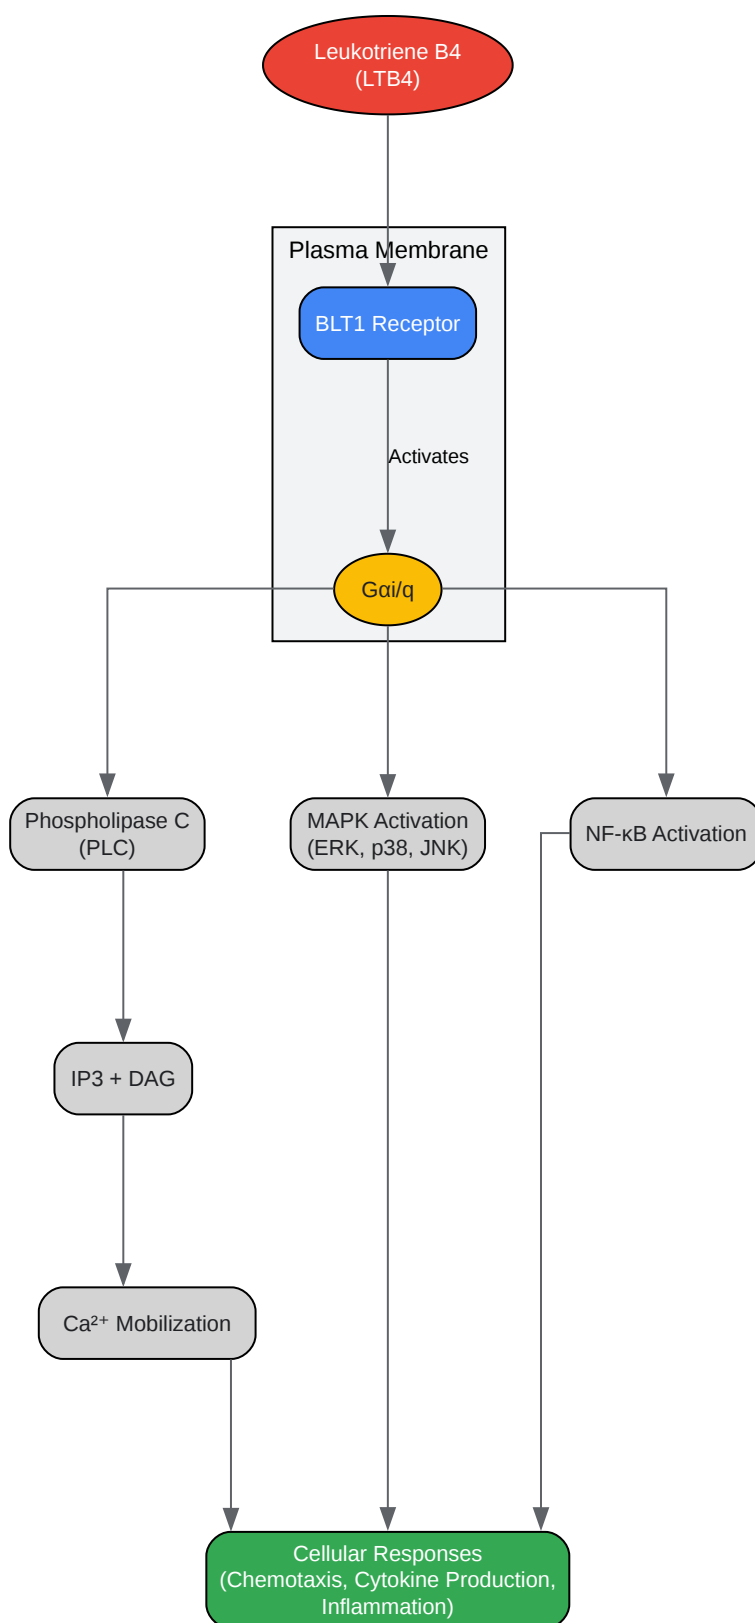 Leukotriene B4
(LTB4)
Plasma Membrane
BLT1 Receptor
Activates
Gαi/q
Phospholipase C
(PLC)
MAPK Activation
(ERK, p38, JNK)
NF-κB Activation
IP3 + DAG
Ca²⁺ Mobilization
Cellular Responses
(Chemotaxis, Cytokine Production,
Inflammation)